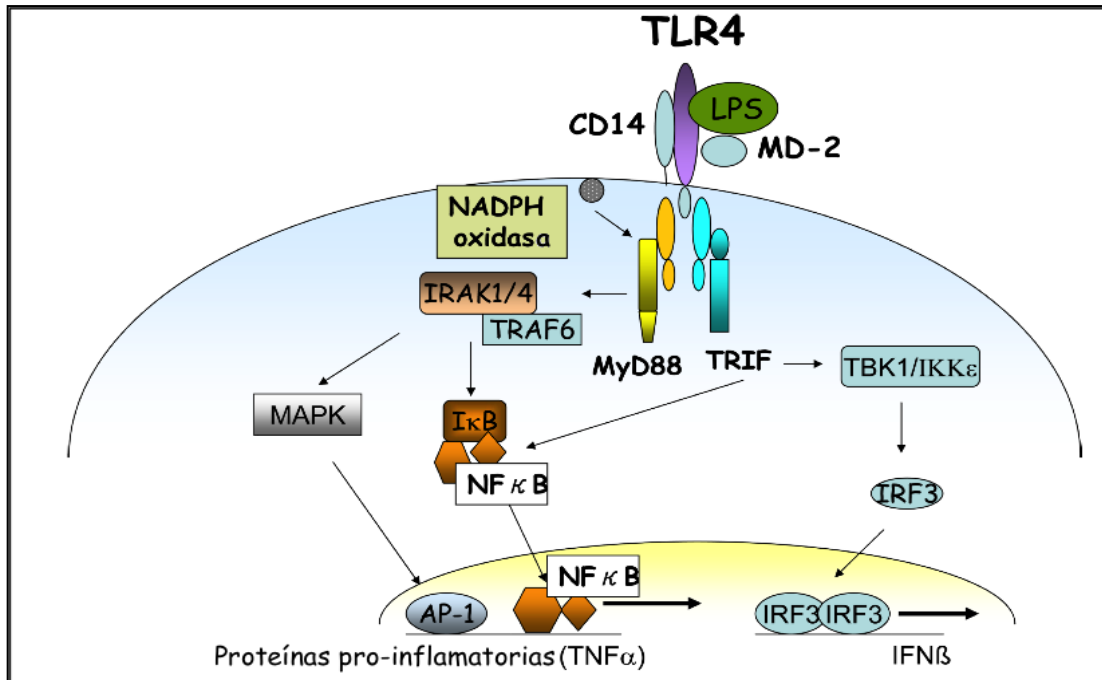 TLR4
LPS
CD14
MD-2
NADPH
oxidasa
IRAK1/4
TRAF6
MyD88
TRIF
TBK1/IKKε
MAPK
IκB
NFκB
IRF3
NFκB
AP-1
IRF3
IRF3
Proteínas pro-inflamatorias (TNFα)
IFNß